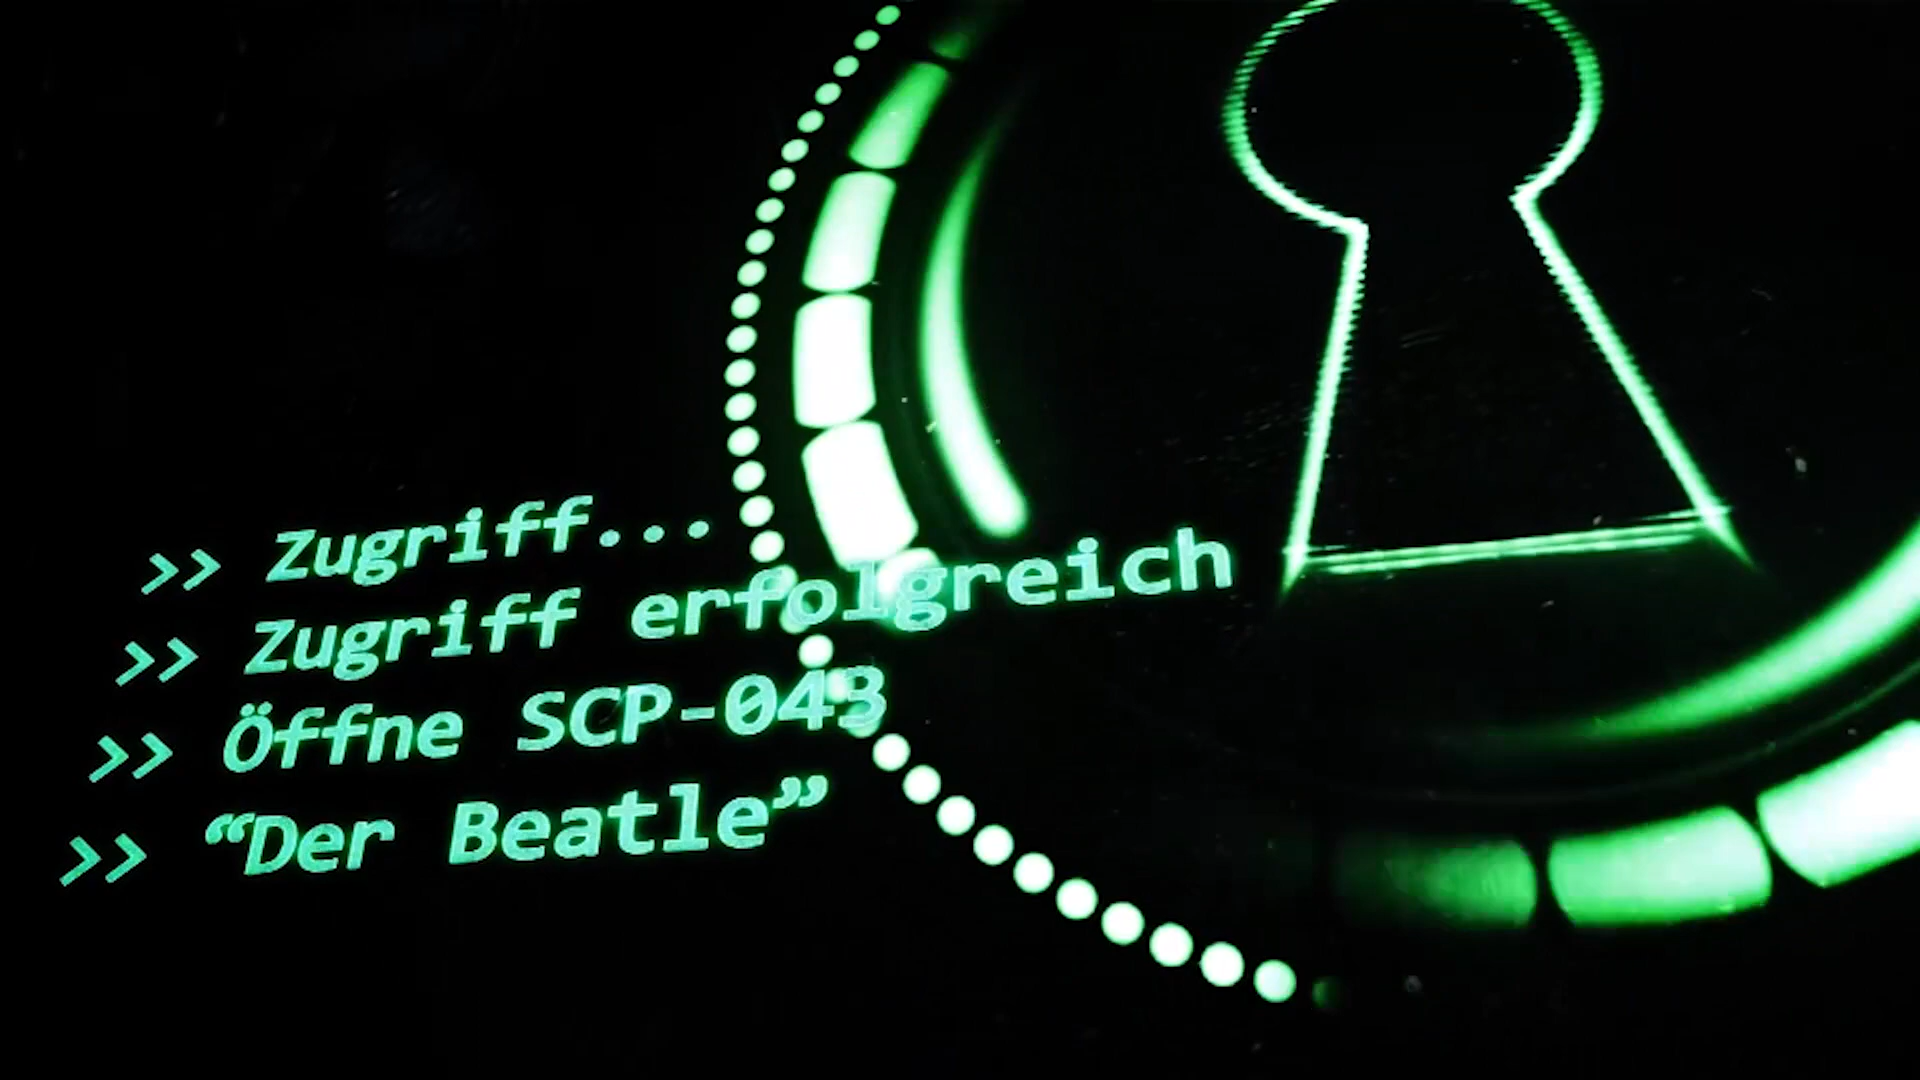 >> Zugriff...
>> Zugriff erfolgreich
>> Öffne SCP-043
>> “Der Beatle”